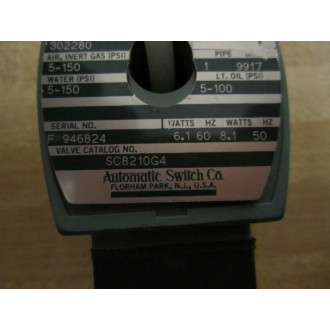 302280
AIR, INERT GAS (PSI) PIPE
5-150 1 9917
WATER (PSI) LT. OIL (PSI)
5-150 5-100
SERIAL NO. WATTS HZ WATTS HZ
F 946824 6.1 60 8.1 50
VALVE CATALOG NO.
SC8210G4
Automatic Switch Co.
FLORHAM PARK, N.J., U.S.A.